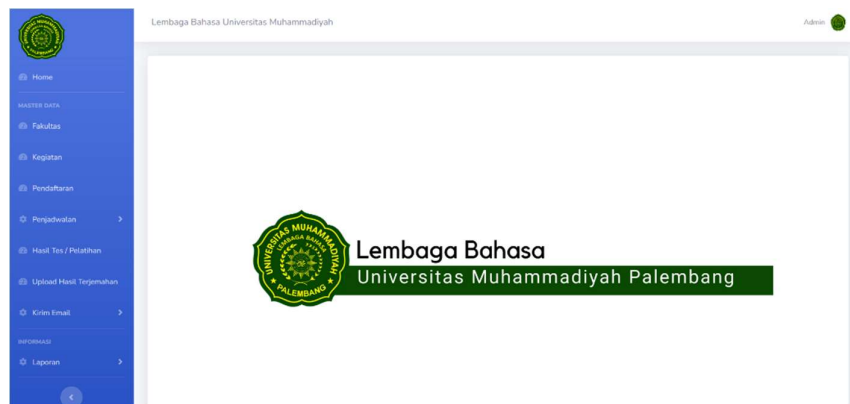 Lembaga Bahasa Universitas Muhammadiyah
Admin
Home
MASTER DATA
Fakultas
Kegiatan
Pendaftaran
Penjadwalan
Hasil Tes / Pelatihan
Upload Hasil Terjemahan
Kirim Email
INFORMASI
Laporan
UNIVERSITAS MUHAMMADIYAH
LEMBAGA BAHASA
PALEMBANG
Lembaga Bahasa
Universitas Muhammadiyah Palembang